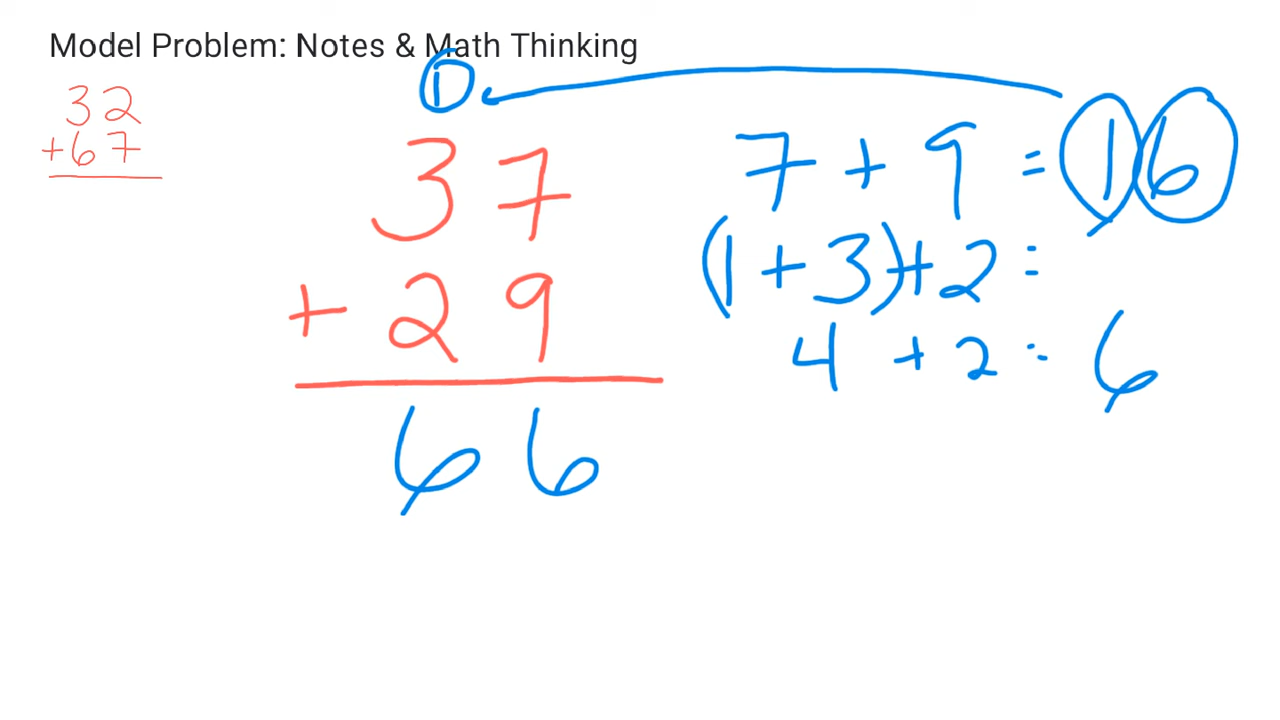 Model Problem: Notes & Math Thinking
32
+67
1
37
+ 29
66
7 + 9 = 16
(1 + 3) + 2 =
4 + 2 = 6